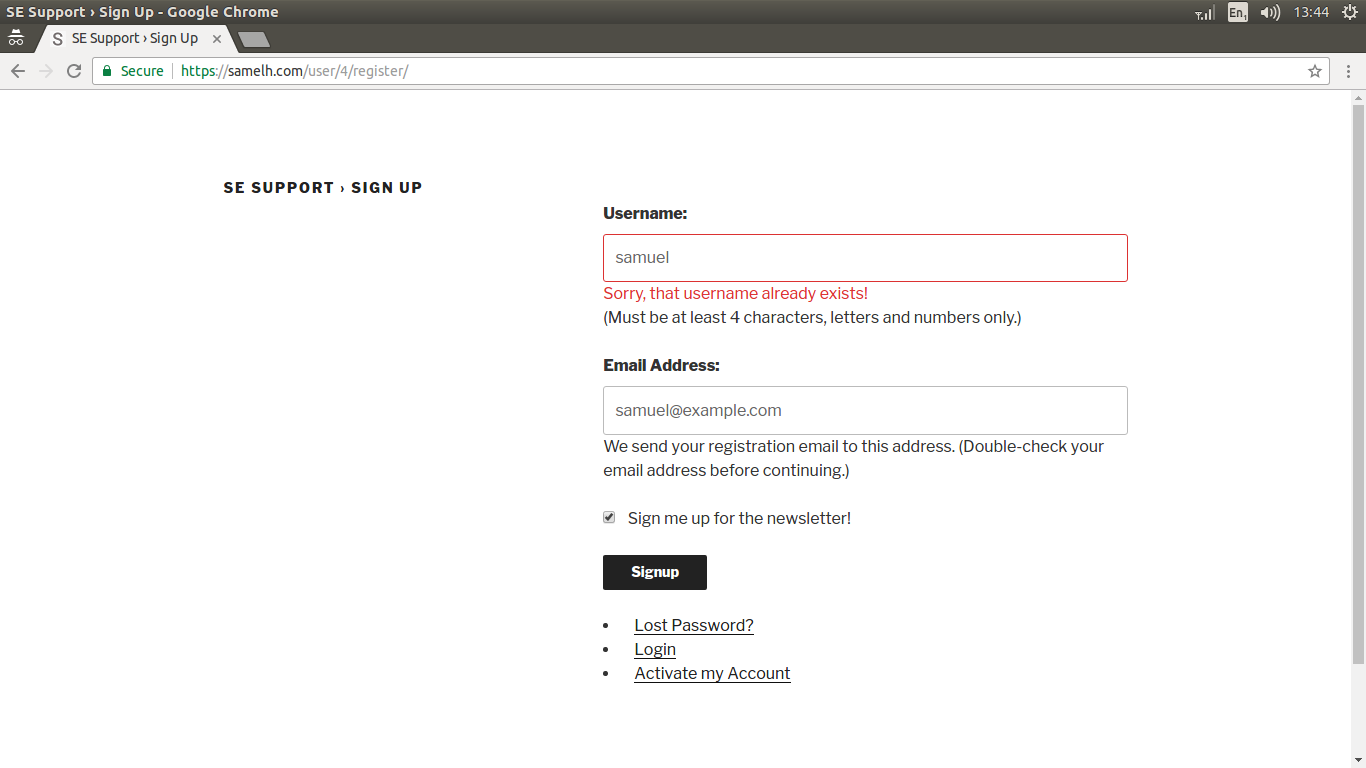 SE Support › Sign Up - Google Chrome
En1
13:44
S SE Support › Sign Up
Secure
https://samelh.com/user/4/register/
SE SUPPORT › SIGN UP
Username:
samuel
Sorry, that username already exists!
(Must be at least 4 characters, letters and numbers only.)
Email Address:
samuel@example.com
We send your registration email to this address. (Double-check your
email address before continuing.)
Sign me up for the newsletter!
Signup
Lost Password?
Login
Activate my Account